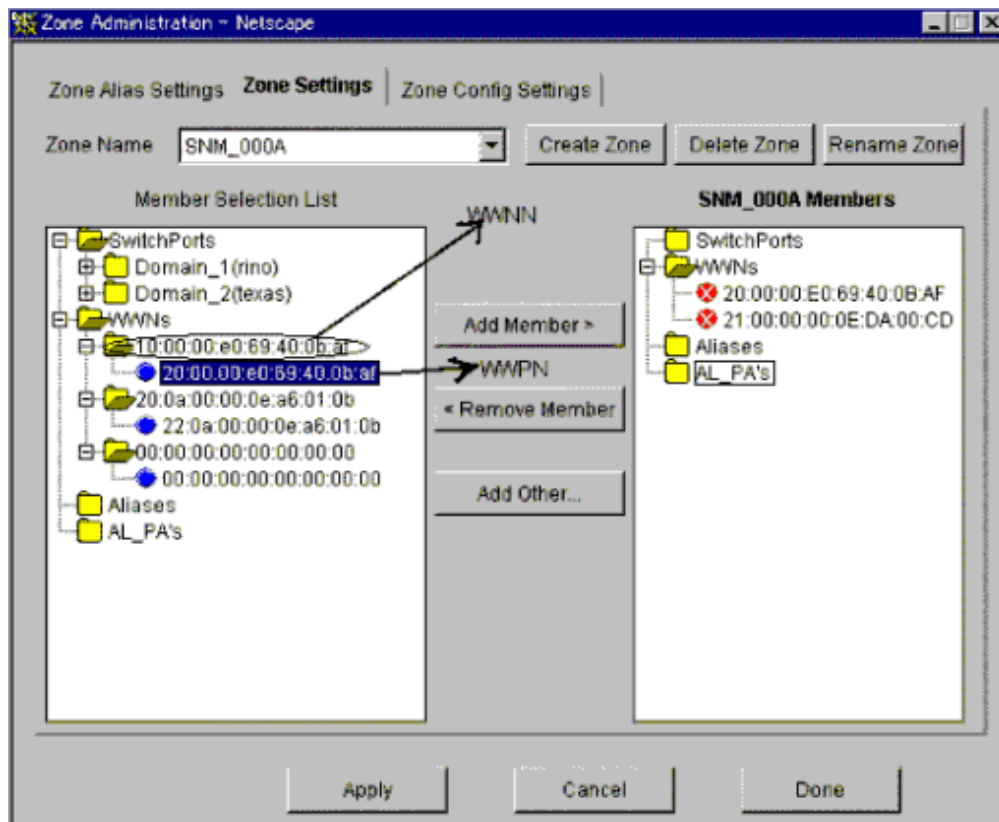 Zone Administration - Netscape
Zone Alias Settings Zone Settings Zone Config Settings
Zone Name SNM_000A Create Zone Delete Zone Rename Zone
Member Selection List
SwitchPorts
Domain_1(rino)
Domain_2(texas)
WWNs
10:00:00:e0:69:40:0b:af
20:00:00:e0:69:40:0b:af
20:0a:00:00:0e:a6:01:0b
22:0a:00:00:0e:a6:01:0b
00:00:00:00:00:00:00:00
00:00:00:00:00:00:00:00
Aliases
AL_PA's
WWNN
Add Member >
WWPN
< Remove Member
Add Other...
SNM_000A Members
SwitchPorts
WWNs
20:00:00:E0:69:40:0B:AF
21:00:00:00:0E:DA:00:CD
Aliases
AL_PA's
Apply Cancel Done